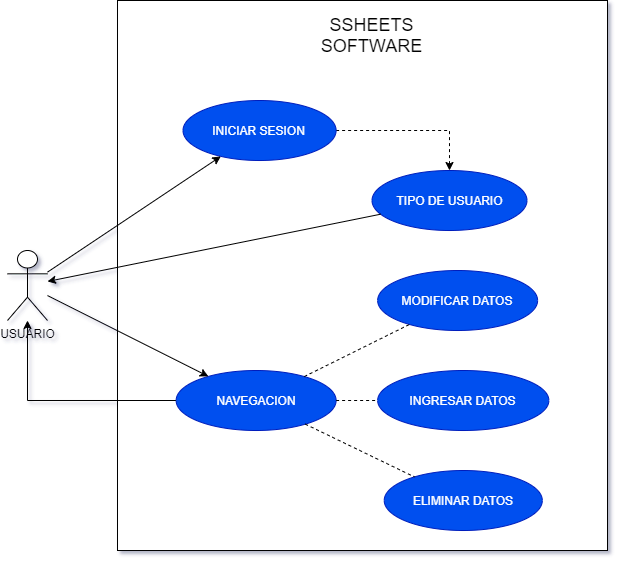 SSHEETS
SOFTWARE
INICIAR SESION
TIPO DE USUARIO
USUARIO
MODIFICAR DATOS
NAVEGACION
INGRESAR DATOS
ELIMINAR DATOS